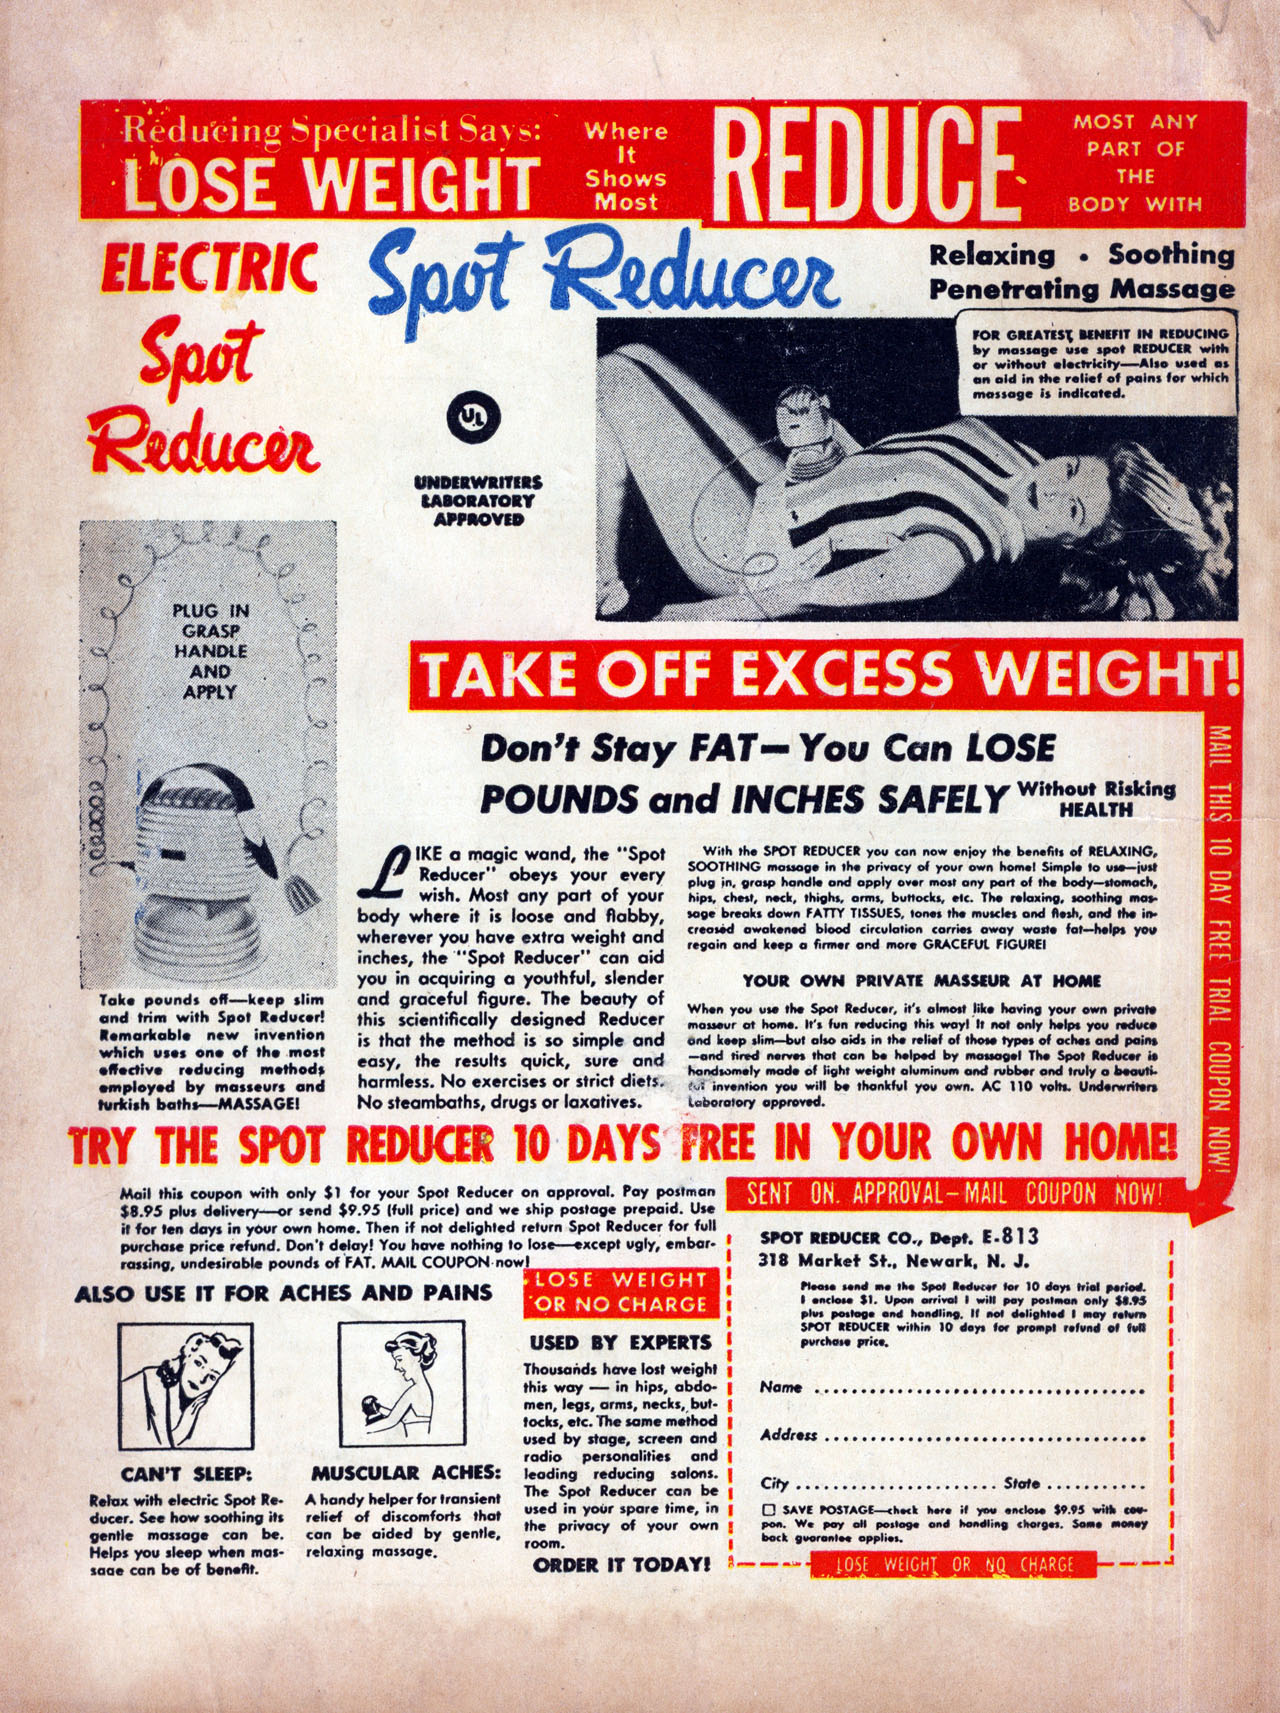 Reducing Specialist Says:
LOSE WEIGHT
Where
It
Shows
Most
REDUCE
MOST ANY
PART OF
THE
BODY WITH
ELECTRIC
Spot
Reducer
Spot Reducer
Relaxing • Soothing
Penetrating Massage
FOR GREATEST BENEFIT IN REDUCING
by massage use spot REDUCER with
or without electricity—Also used as
an aid in the relief of pains for which
massage is indicated.
UL
UNDERWRITERS
LABORATORY
APPROVED
PLUG IN
GRASP
HANDLE
AND
APPLY
Take pounds off—keep slim
and trim with Spot Reducer!
Remarkable new invention
which uses one of the most
effective reducing methods
employed by masseurs and
turkish baths—MASSAGE!
TAKE OFF EXCESS WEIGHT!
Don't Stay FAT—You Can LOSE
POUNDS and INCHES SAFELY Without Risking
HEALTH
LIKE a magic wand, the "Spot
Reducer" obeys your every
wish. Most any part of your
body where it is loose and flabby,
wherever you have extra weight and
inches, the "Spot Reducer" can aid
you in acquiring a youthful, slender
and graceful figure. The beauty of
this scientifically designed Reducer
is that the method is so simple and
easy, the results quick, sure and
harmless. No exercises or strict diets.
No steambaths, drugs or laxatives.
With the SPOT REDUCER you can now enjoy the benefits of RELAXING,
SOOTHING massage in the privacy of your own home! Simple to use—just
plug in, grasp handle and apply over most any part of the body—stomach,
hips, chest, neck, thighs, arms, buttocks, etc. The relaxing, soothing mas-
sage breaks down FATTY TISSUES, tones the muscles and flesh, and the in-
creased awakened blood circulation carries away waste fat—helps you
regain and keep a firmer and more GRACEFUL FIGURE!
YOUR OWN PRIVATE MASSEUR AT HOME
When you use the Spot Reducer, it's almost like having your own private
masseur at home. It's fun reducing this way! It not only helps you reduce
and keep slim—but also aids in the relief of those types of aches and pains
—and tired nerves that can be helped by massage! The Spot Reducer is
handsomely made of light weight aluminum and rubber and truly a beauti-
ful invention you will be thankful you own. AC 110 volts. Underwriters
Laboratory approved.
MAIL THIS 10 DAY FREE TRIAL COUPON NOW!
TRY THE SPOT REDUCER 10 DAYS FREE IN YOUR OWN HOME!
Mail this coupon with only $1 for your Spot Reducer on approval. Pay postman
$8.95 plus delivery—or send $9.95 (full price) and we ship postage prepaid. Use
it for ten days in your own home. Then if not delighted return Spot Reducer for full
purchase price refund. Don't delay! You have nothing to lose—except ugly, embar-
rassing, undesirable pounds of FAT. MAIL COUPON now!
ALSO USE IT FOR ACHES AND PAINS
CAN'T SLEEP:
Relax with electric Spot Re-
ducer. See how soothing its
gentle massage can be.
Helps you sleep when mas-
sage can be of benefit.
MUSCULAR ACHES:
A handy helper for transient
relief of discomforts that
can be aided by gentle,
relaxing massage.
LOSE WEIGHT
OR NO CHARGE
USED BY EXPERTS
Thousands have lost weight
this way — in hips, abdo-
men, legs, arms, necks, but-
tocks, etc. The same method
used by stage, screen and
radio personalities and
leading reducing salons.
The Spot Reducer can be
used in your spare time, in
the privacy of your own
room.
ORDER IT TODAY!
SENT ON APPROVAL—MAIL COUPON NOW!
SPOT REDUCER CO., Dept. E-813
318 Market St., Newark, N. J.
Please send me the Spot Reducer for 10 days trial period.
I enclose $1. Upon arrival I will pay postman only $8.95
plus postage and handling. If not delighted I may return
SPOT REDUCER within 10 days for prompt refund of full
purchase price.
Name
Address
City State
SAVE POSTAGE—check here if you enclose $9.95 with cou-
pon. We pay all postage and handling charges. Same money
back guarantee applies.
LOSE WEIGHT OR NO CHARGE